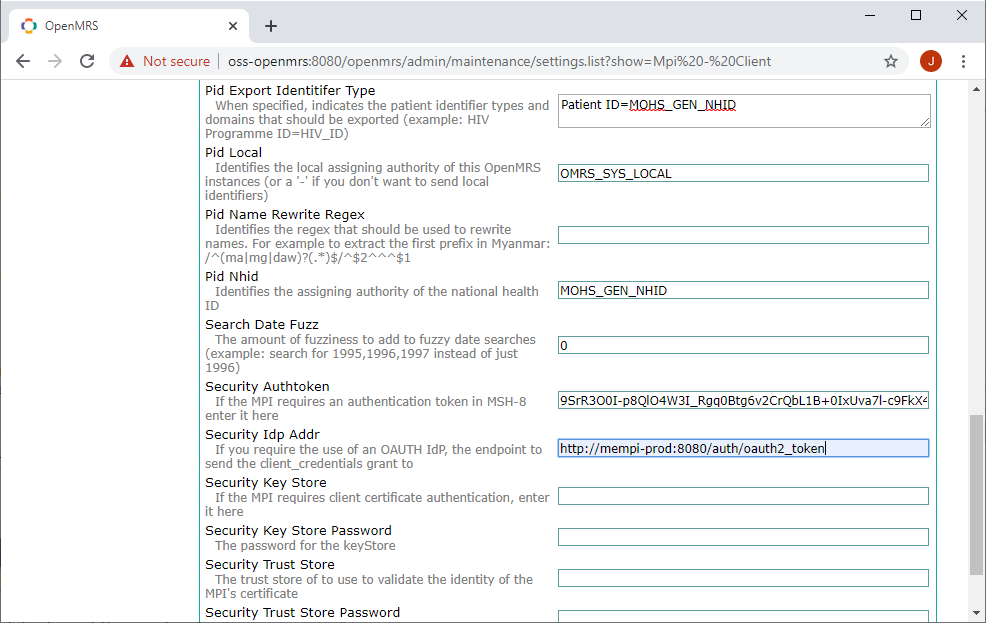 OpenMRS
Not secure | oss-openmrs:8080/openmrs/admin/maintenance/settings.list?show=Mpi%20-%20Client
J
Pid Export Identitifer Type
When specified, indicates the patient identifier types and
domains that should be exported (example: HIV
Programme ID=HIV_ID)
Patient ID=MOHS_GEN_NHID
Pid Local
Identifies the local assigning authority of this OpenMRS
instances (or a '-' if you don't want to send local
identifiers)
OMRS_SYS_LOCAL
Pid Name Rewrite Regex
Identifies the regex that should be used to rewrite
names. For example to extract the first prefix in Myanmar:
/^(ma|mg|daw)?(.*)$/^$2^^^$1
Pid Nhid
Identifies the assigning authority of the national health
ID
MOHS_GEN_NHID
Search Date Fuzz
The amount of fuzziness to add to fuzzy date searches
(example: search for 1995,1996,1997 instead of just
1996)
0
Security Authtoken
If the MPI requires an authentication token in MSH-8
enter it here
9SrR3O0I-p8QlO4W3I_Rgq0Btg6v2CrQbL1B+0IxUva7l-c9FkX4
Security Idp Addr
If you require the use of an OAUTH IdP, the endpoint to
send the client_credentials grant to
http://mempi-prod:8080/auth/oauth2_token
Security Key Store
If the MPI requires client certificate authentication, enter
it here
Security Key Store Password
The password for the keyStore
Security Trust Store
The trust store of to use to validate the identity of the
MPI's certificate
Security Trust Store Password